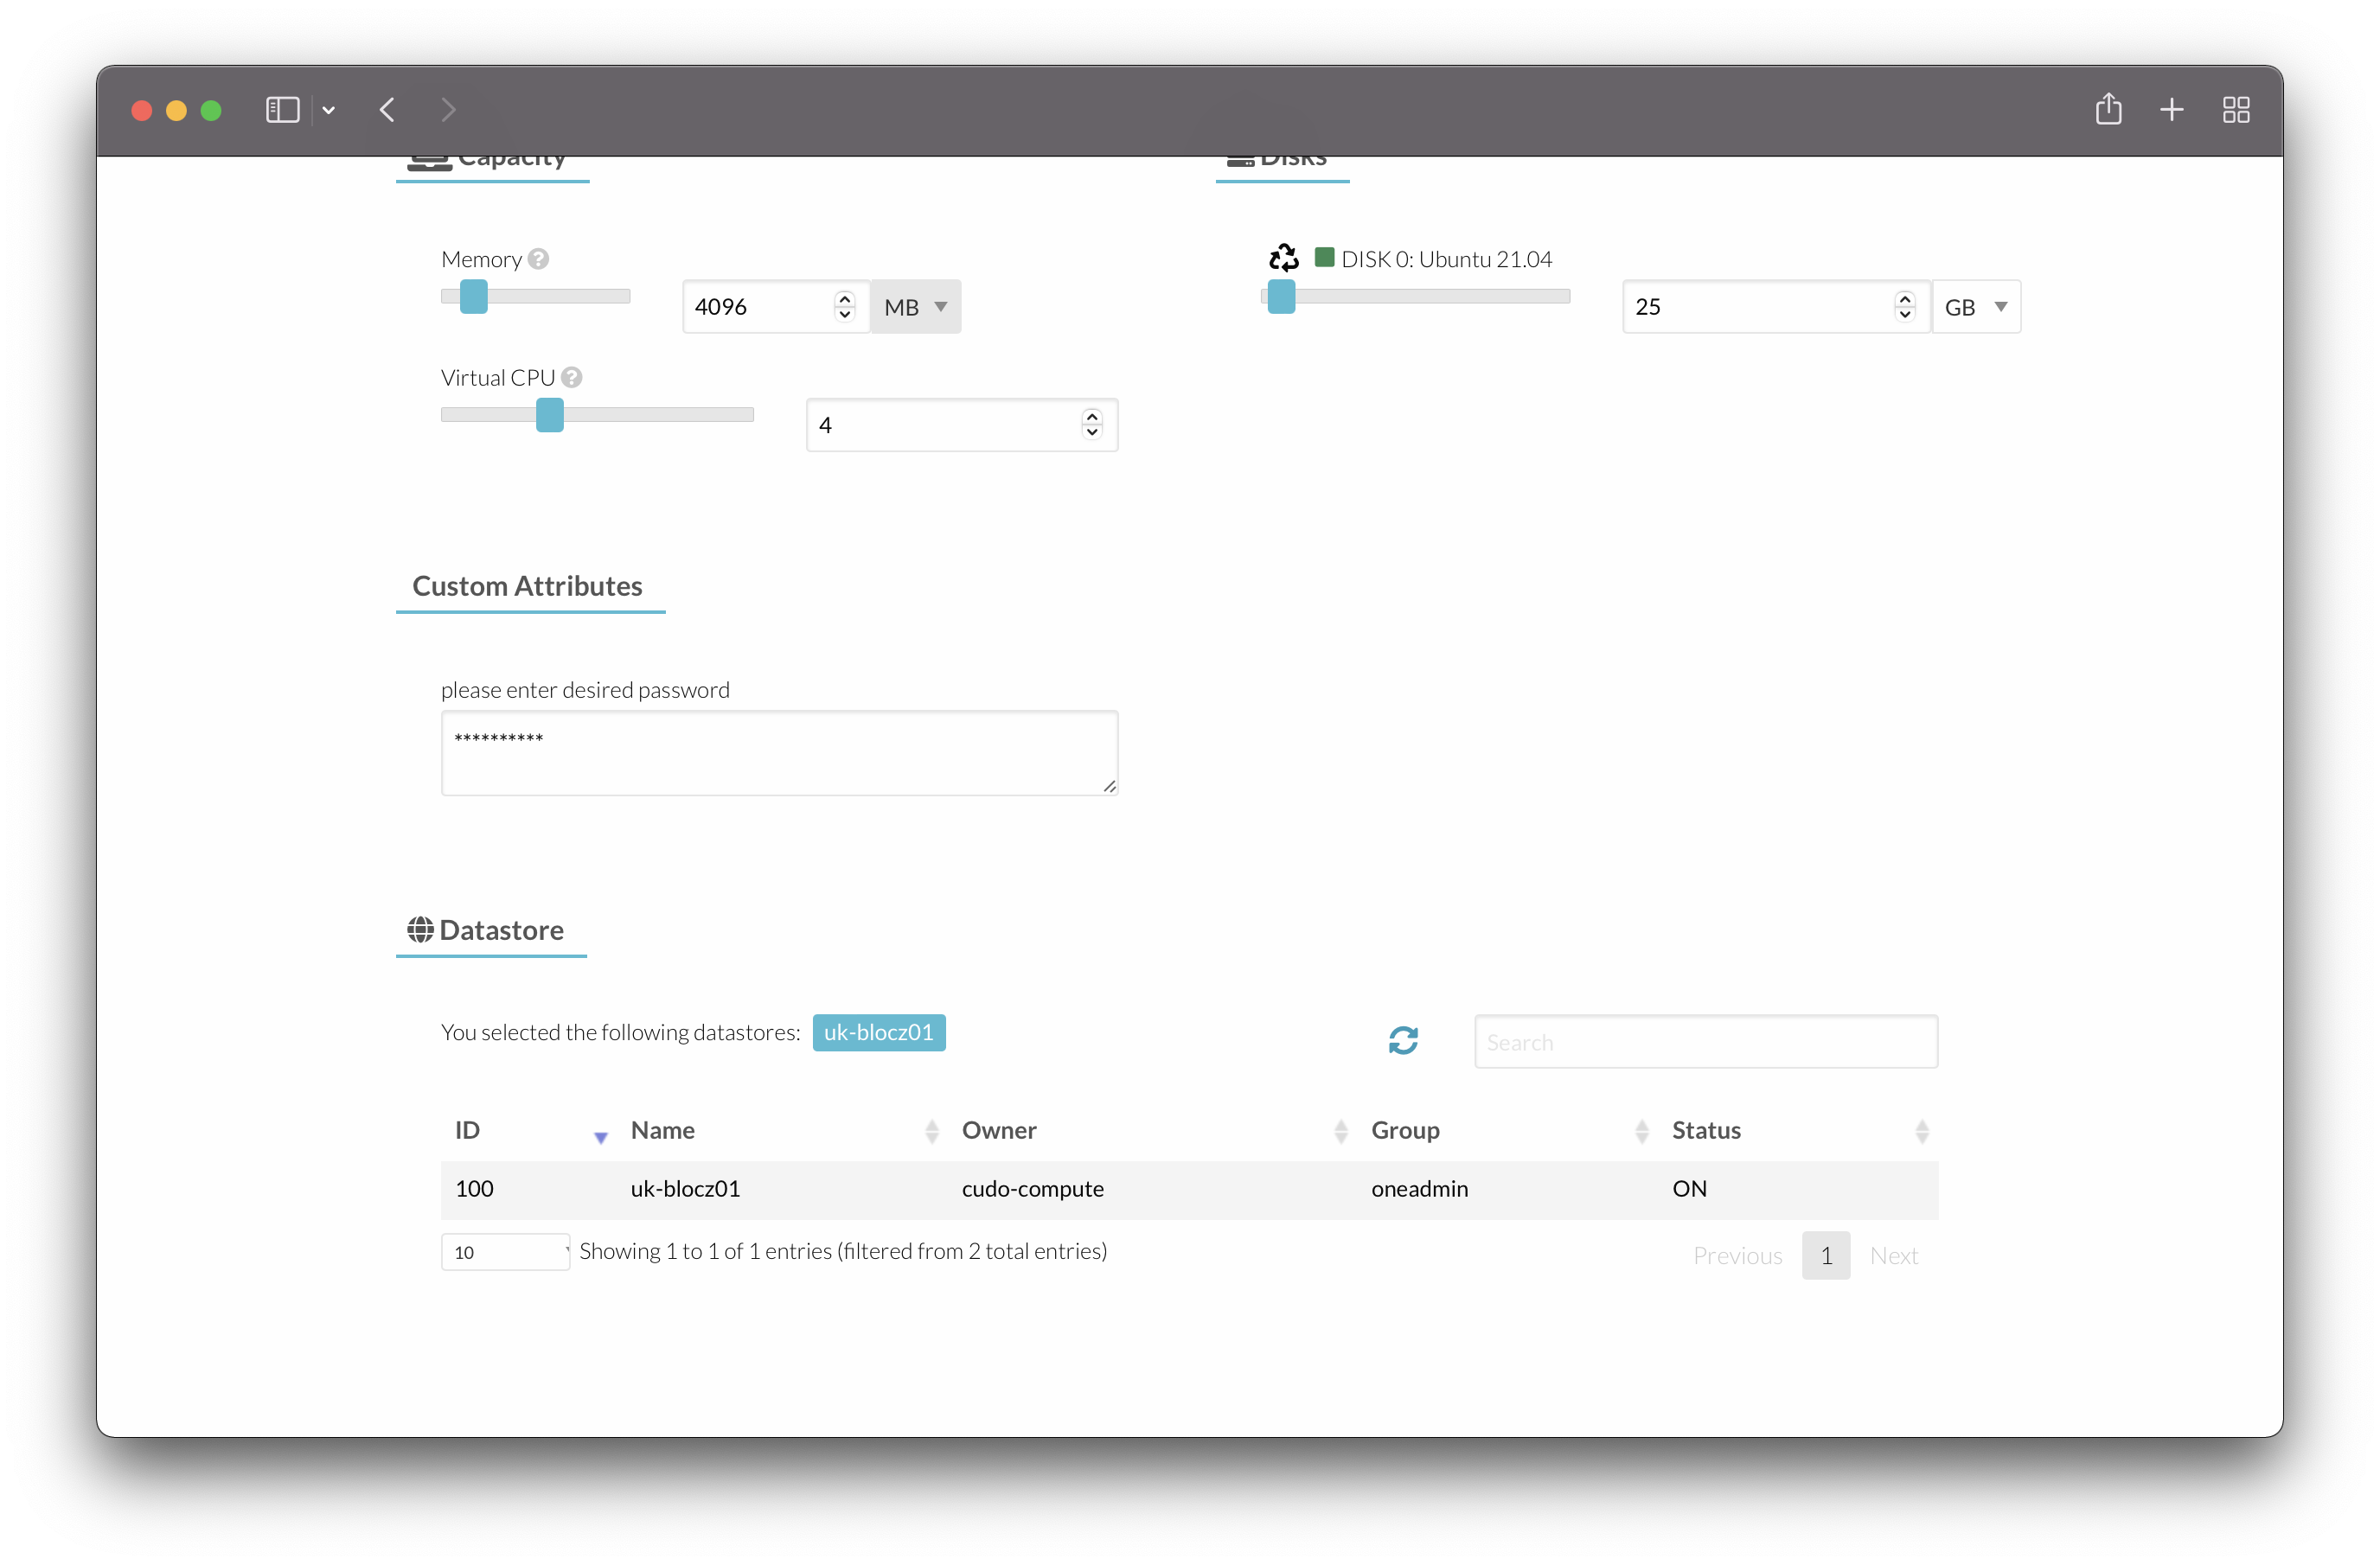 Capacity
Disks
Memory
DISK 0: Ubuntu 21.04
4096
MB
25
GB
Virtual CPU
4
Custom Attributes
please enter desired password
**********
Datastore
You selected the following datastores: uk-blocz01
Search
ID Name Owner Group Status
100 uk-blocz01 cudo-compute oneadmin ON
10 Showing 1 to 1 of 1 entries (filtered from 2 total entries)
Previous 1 Next